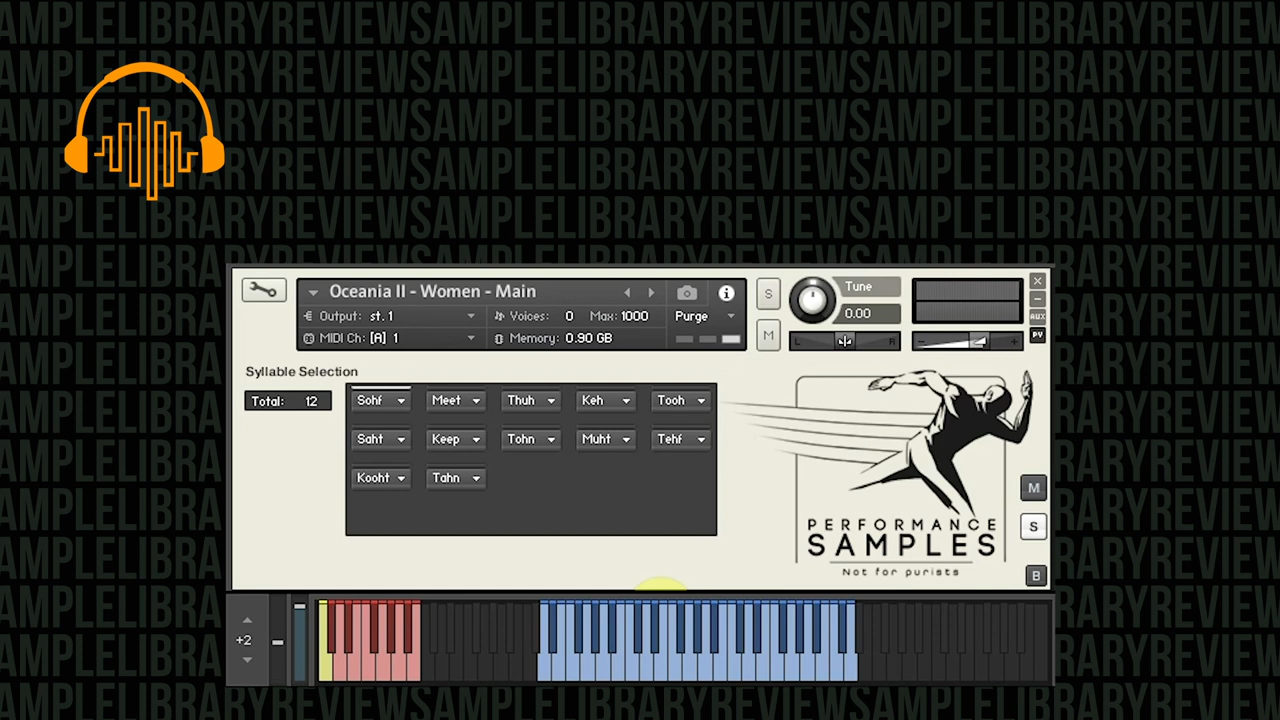 SAMPLELIBRARYREVIEWSAMPLELIBRARYREVIEWSAMPLELIBRARYREVIEW
Oceania II - Women - Main
Output: st.1
Voices: 0 Max: 1000
Purge
MIDI Ch: [A] 1
Memory: 0.90 GB
S
M
Tune
0.00
L R
- +
×
-
AUX
PV
Syllable Selection
Total: 12
Sohf Meet Thuh Keh Tooh
Saht Keep Tohn Muht Tehf
Kooht Tahn
PERFORMANCE
SAMPLES
Not for purists
M
S
B
+2